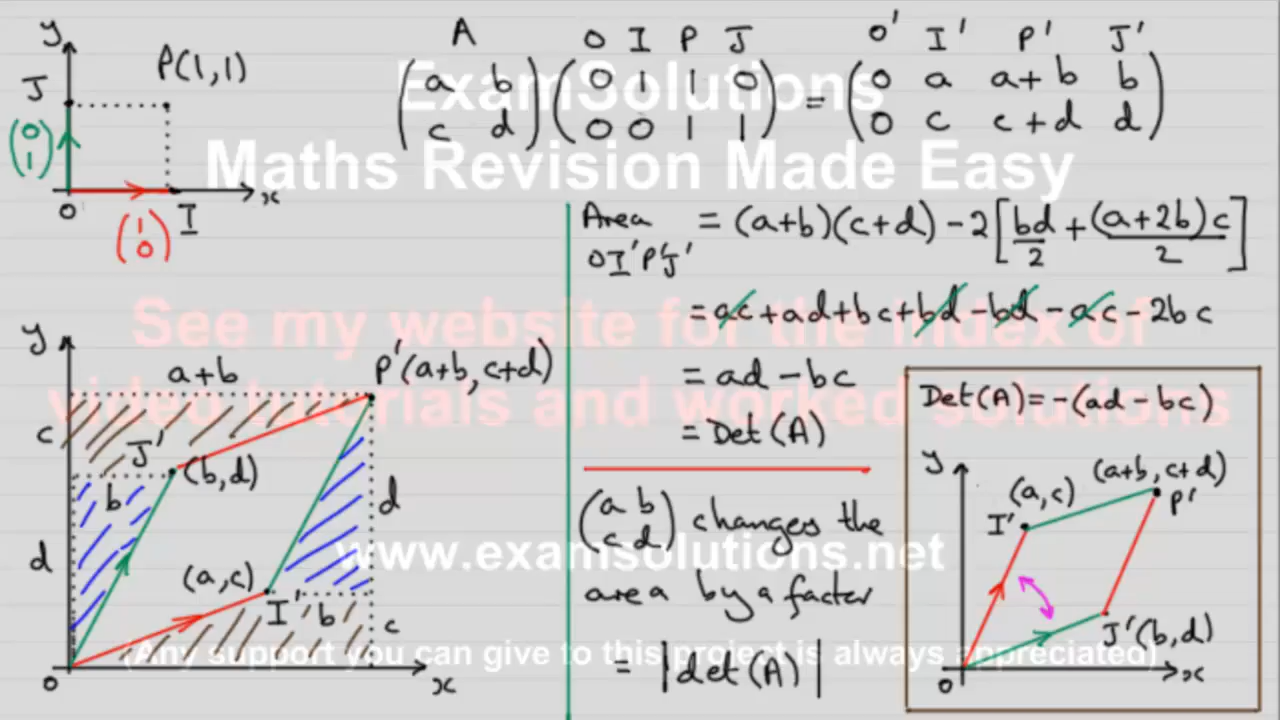 y
J
P(1,1)
(0 1)
O
(1 0)
I
x
A O I P J O' I' P' J'
(a b) (0 1 1 0) = (0 a a+b b)
(c d) (0 0 1 1) (0 c c+d d)
ExamSolutions
Maths Revision Made Easy
See my website for the index of
video tutorials and worked solutions
www.examsolutions.net
(Any support you can give to this project is always appreciated)
y
a+b
P'(a+b, c+d)
c
J'
(b,d)
b
d
d
(a,c)
I'
b
c
O
x
Area = (a+b)(c+d) - 2[bd/2 + (a+2b)c/2]
OI'P'J'
= ac + ad + bc + bd - bd - ac - 2bc
= ad - bc
= Det(A)
(a b)
(c d) changes the
area by a factor
= |det(A)|
Det(A) = -(ad - bc)
y
(a+b, c+d)
(a,c)
P'
I'
J'(b,d)
O
x